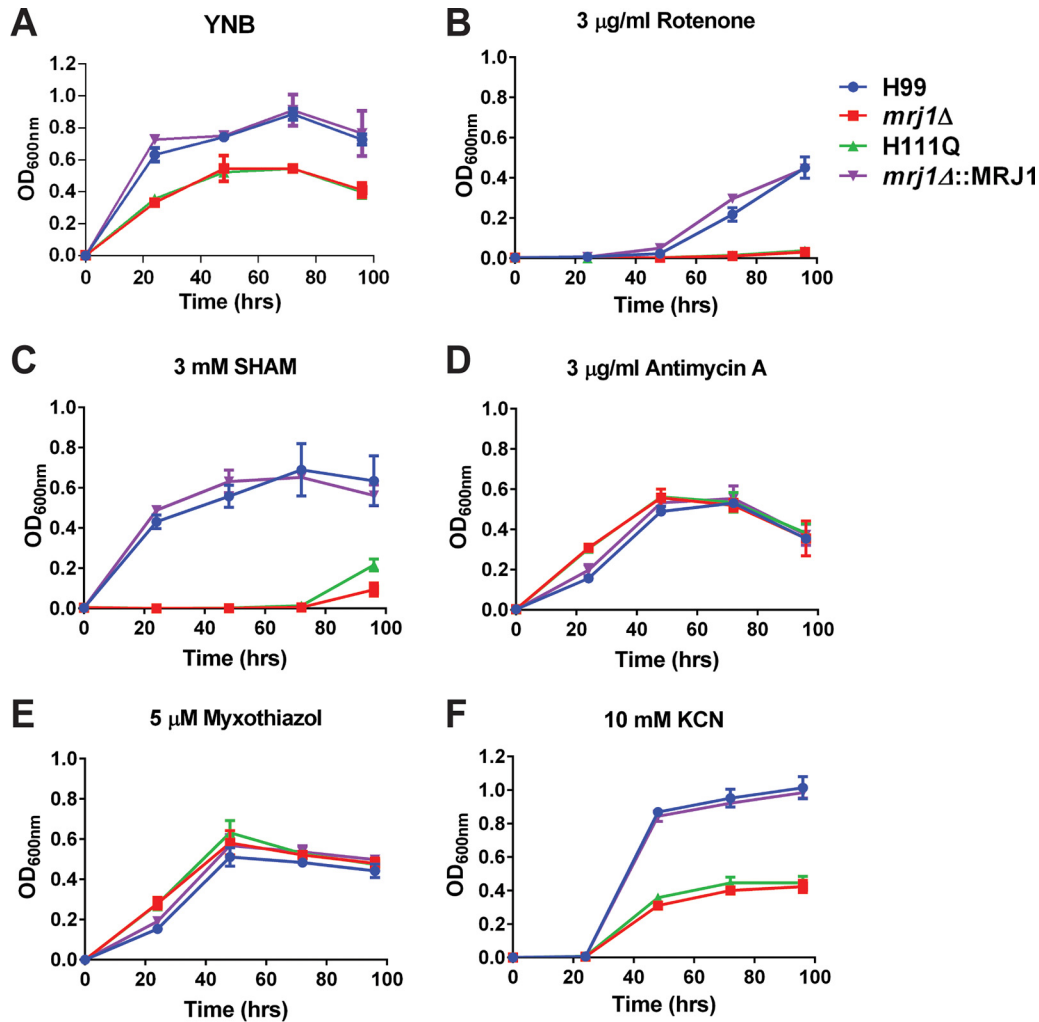 A
YNB
OD600nm
1.2
1.0
0.8
0.6
0.4
0.2
0.0
0 20 40 60 80 100
Time (hrs)
B
3 μg/ml Rotenone
OD600nm
1.0
0.8
0.6
0.4
0.2
0.0
0 20 40 60 80 100
Time (hrs)
H99
mrj1Δ
H111Q
mrj1Δ::MRJ1
C
3 mM SHAM
OD600nm
1.0
0.8
0.6
0.4
0.2
0.0
0 20 40 60 80 100
Time (hrs)
D
3 μg/ml Antimycin A
OD600nm
1.0
0.8
0.6
0.4
0.2
0.0
0 20 40 60 80 100
Time (hrs)
E
5 μM Myxothiazol
OD600nm
1.0
0.8
0.6
0.4
0.2
0.0
0 20 40 60 80 100
Time (hrs)
F
10 mM KCN
OD600nm
1.2
1.0
0.8
0.6
0.4
0.2
0.0
0 20 40 60 80 100
Time (hrs)